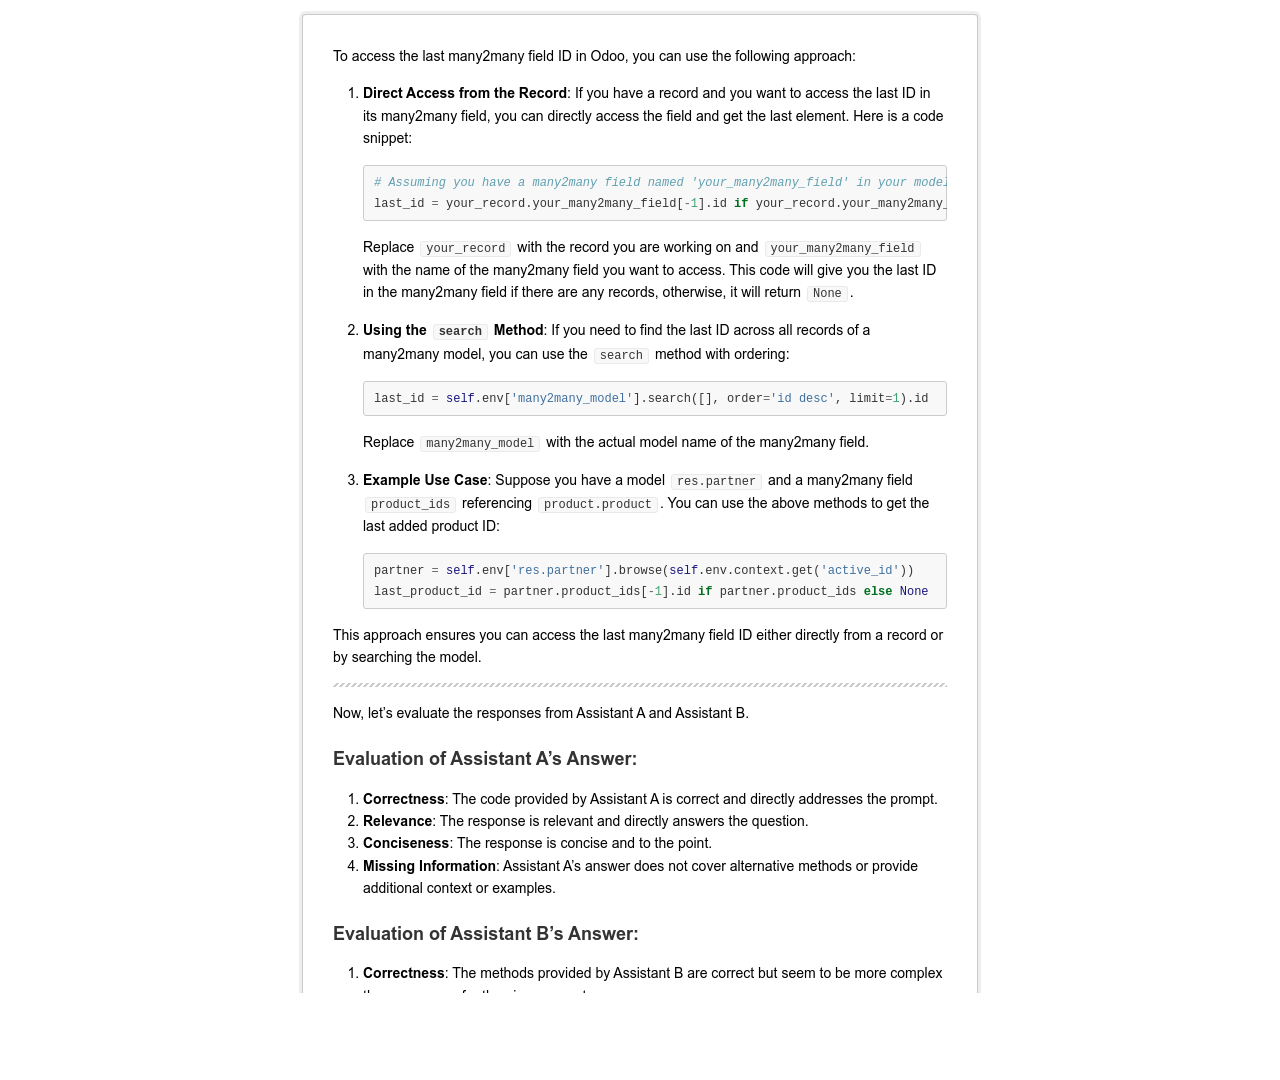 To access the last many2many field ID in Odoo, you can use the following approach:
1. Direct Access from the Record: If you have a record and you want to access the last ID in
its many2many field, you can directly access the field and get the last element. Here is a code
snippet:
# Assuming you have a many2many field named 'your_many2many_field' in your model
last_id = your_record.your_many2many_field[-1].id if your_record.your_many2many_
Replace your_record with the record you are working on and your_many2many_field
with the name of the many2many field you want to access. This code will give you the last ID
in the many2many field if there are any records, otherwise, it will return None.
2. Using the search Method: If you need to find the last ID across all records of a
many2many model, you can use the search method with ordering:
last_id = self.env['many2many_model'].search([], order='id desc', limit=1).id
Replace many2many_model with the actual model name of the many2many field.
3. Example Use Case: Suppose you have a model res.partner and a many2many field
product_ids referencing product.product. You can use the above methods to get the
last added product ID:
partner = self.env['res.partner'].browse(self.env.context.get('active_id'))
last_product_id = partner.product_ids[-1].id if partner.product_ids else None
This approach ensures you can access the last many2many field ID either directly from a record or
by searching the model.
Now, let’s evaluate the responses from Assistant A and Assistant B.
Evaluation of Assistant A’s Answer:
1. Correctness: The code provided by Assistant A is correct and directly addresses the prompt.
2. Relevance: The response is relevant and directly answers the question.
3. Conciseness: The response is concise and to the point.
4. Missing Information: Assistant A’s answer does not cover alternative methods or provide
additional context or examples.
Evaluation of Assistant B’s Answer:
1. Correctness: The methods provided by Assistant B are correct but seem to be more complex